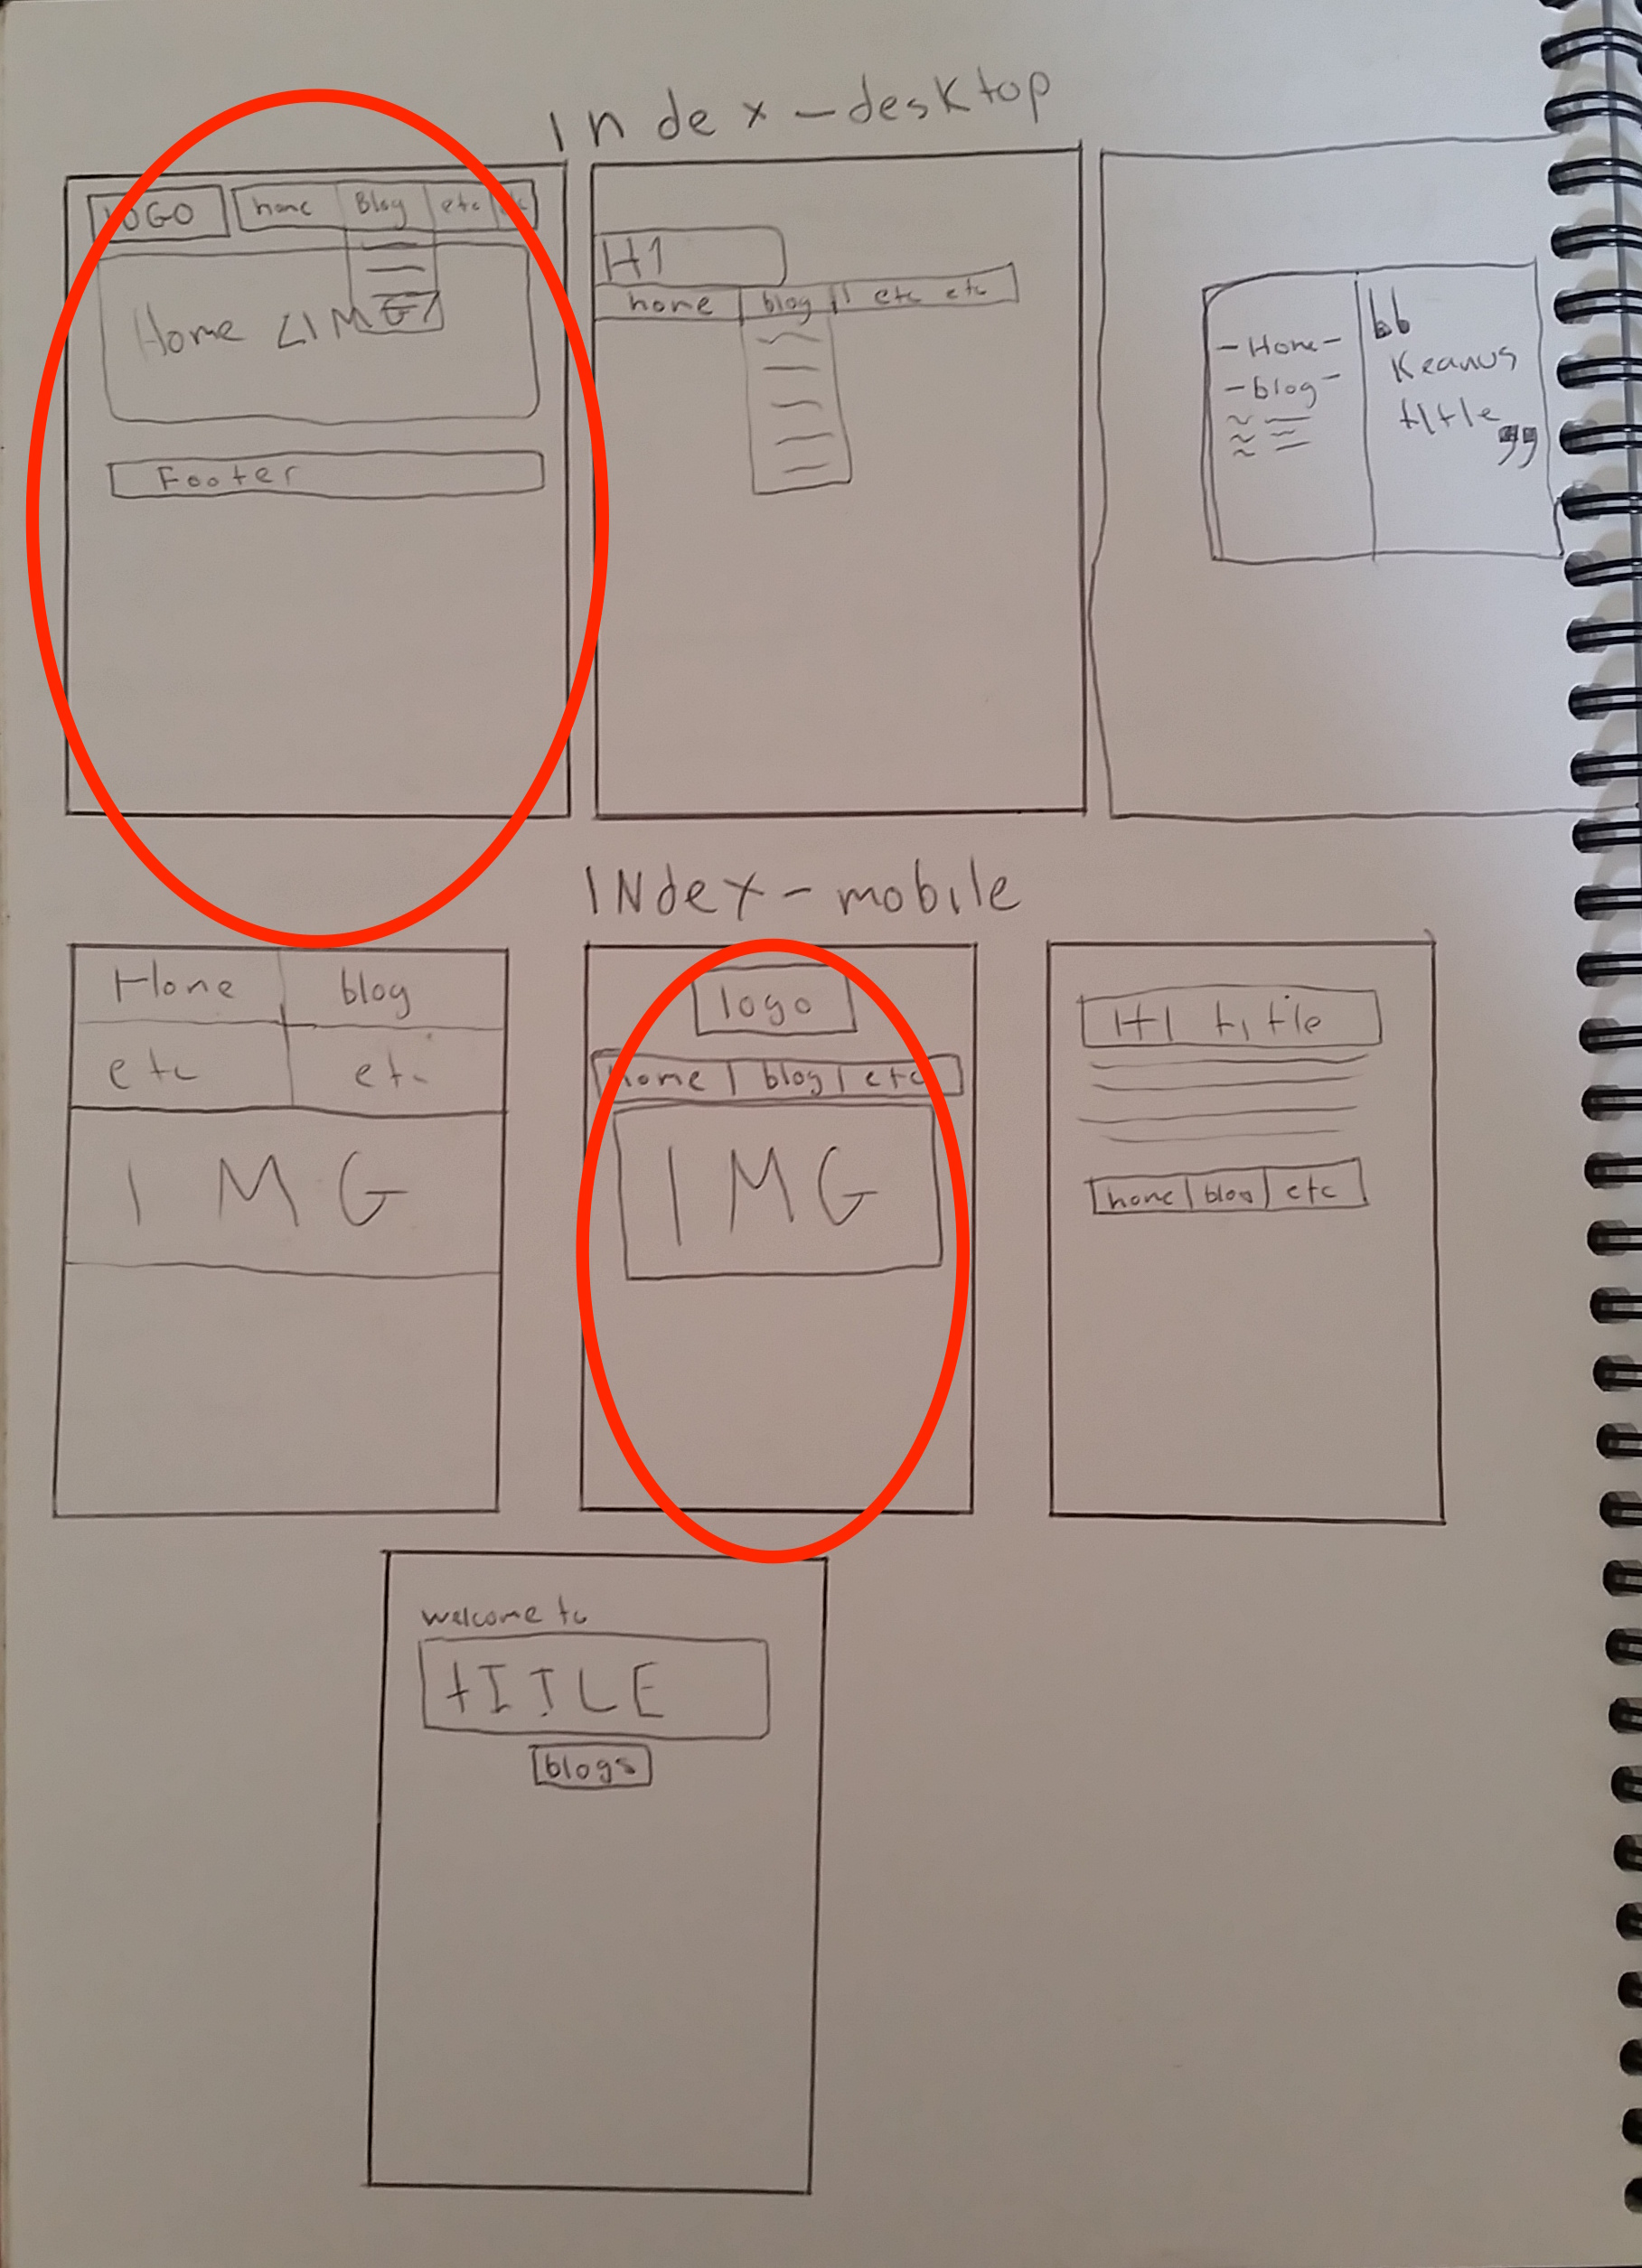 Index - desktop
LOGO home Blog etc
Home <IMG>
Footer
H1
home blog etc etc
- Home -
- blog -
66
Keanus
tItle
99
INdex - mobile
Home blog
etc etc
IMG
logo
home blog etc
IMG
H1 title
home blog etc
welcome to
tITLE
blogs